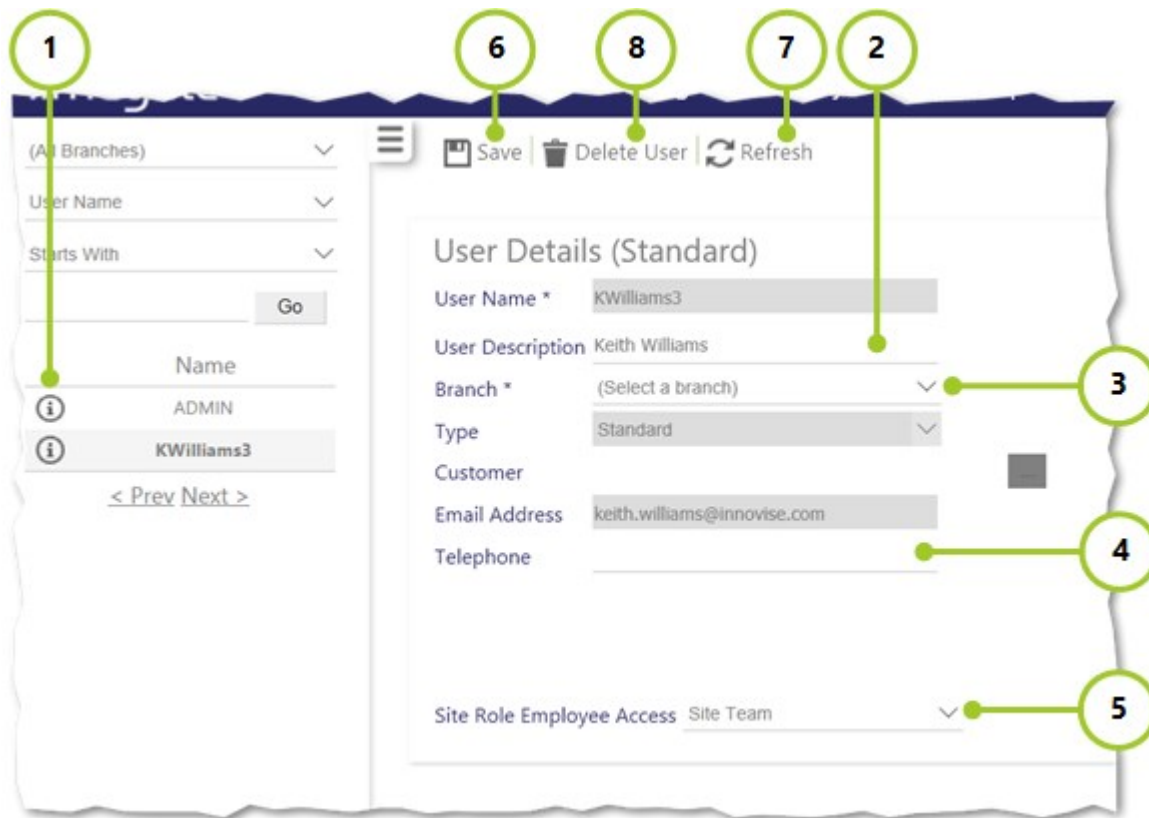 1
6
8
7
2
(All Branches)
User Name
Starts With
Go
Name
ADMIN
KWilliams3
< Prev Next >
Save Delete User Refresh
User Details (Standard)
User Name * KWilliams3
User Description Keith Williams
Branch * (Select a branch)
3
Type Standard
Customer
Email Address keith.williams@innovise.com
Telephone
4
Site Role Employee Access Site Team
5